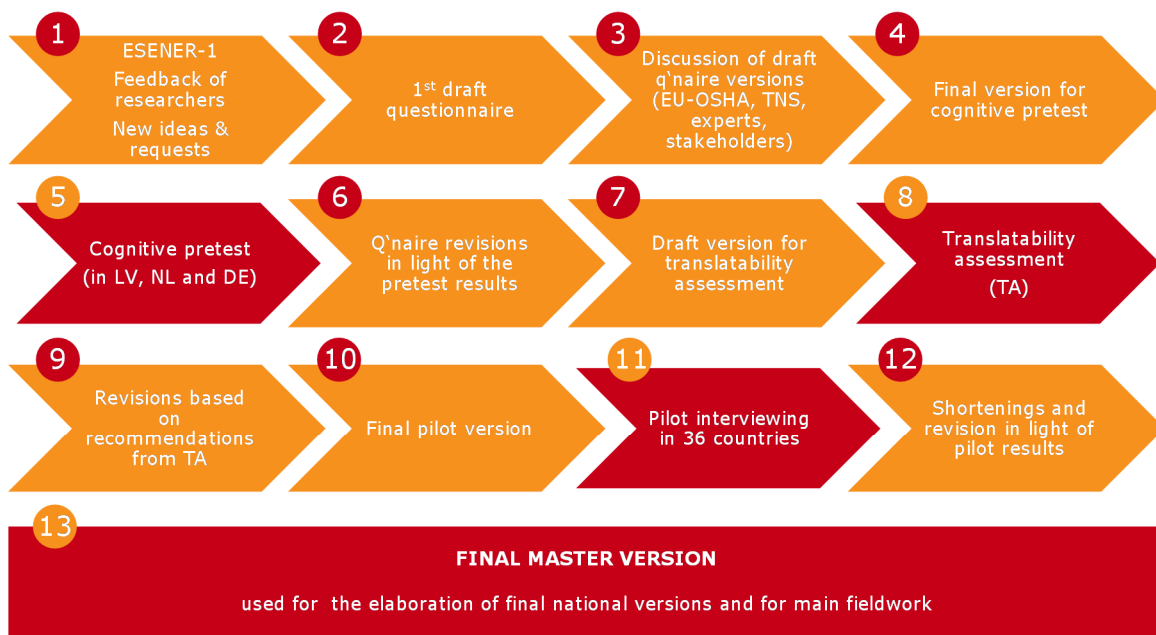 1
ESENER-1
Feedback of
researchers
New ideas &
requests
2
1st draft
questionnaire
3
Discussion of draft
q‘naire versions
(EU-OSHA, TNS,
experts,
stakeholders)
4
Final version for
cognitive pretest
5
Cognitive pretest
(in LV, NL and DE)
6
Q‘naire revisions
in light of the
pretest results
7
Draft version for
translatability
assessment
8
Translatability
assessment
(TA)
9
Revisions based
on
recommendations
from TA
10
Final pilot version
11
Pilot interviewing
in 36 countries
12
Shortenings and
revision in light of
pilot results
13
FINAL MASTER VERSION
used for the elaboration of final national versions and for main fieldwork